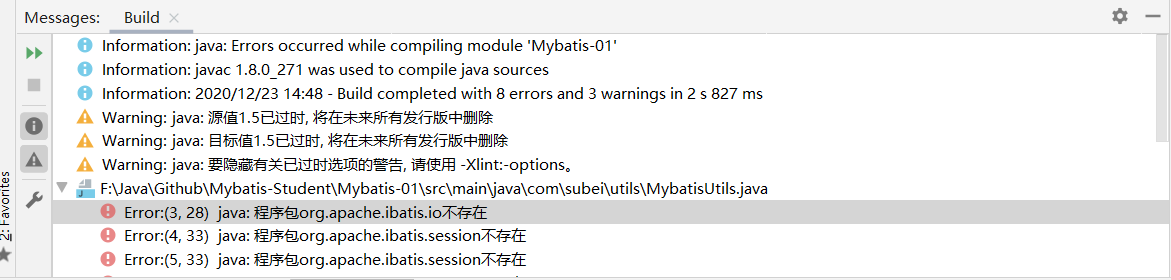 Messages: Build
Information: java: Errors occurred while compiling module 'Mybatis-01'
Information: javac 1.8.0_271 was used to compile java sources
Information: 2020/12/23 14:48 - Build completed with 8 errors and 3 warnings in 2 s 827 ms
Warning: java: 源值1.5已过时, 将在未来所有发行版中删除
Warning: java: 目标值1.5已过时, 将在未来所有发行版中删除
Warning: java: 要隐藏有关已过时选项的警告, 请使用 -Xlint:-options。
F:\Java\Github\Mybatis-Student\Mybatis-01\src\main\java\com\subei\utils\MybatisUtils.java
Error:(3, 28) java: 程序包org.apache.ibatis.io不存在
Error:(4, 33) java: 程序包org.apache.ibatis.session不存在
Error:(5, 33) java: 程序包org.apache.ibatis.session不存在
2: Favorites